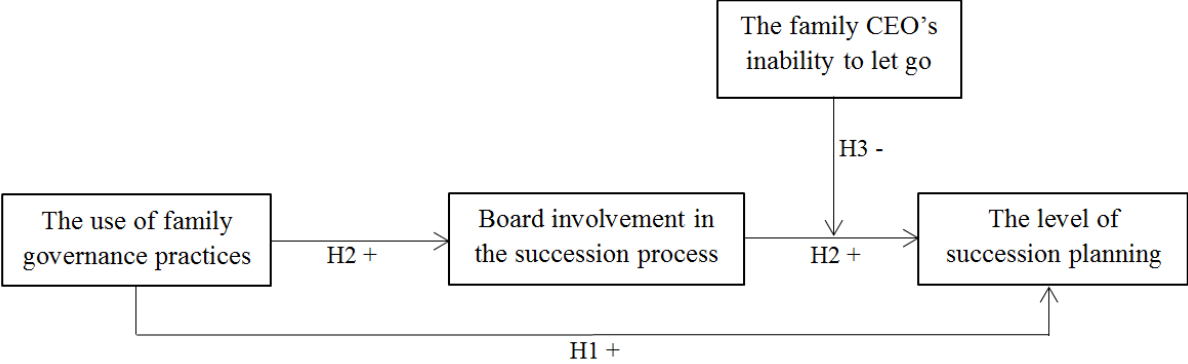 The family CEO’s
inability to let go
H3 -
The use of family
governance practices
H2 +
Board involvement in
the succession process
H2 +
The level of
succession planning
H1 +